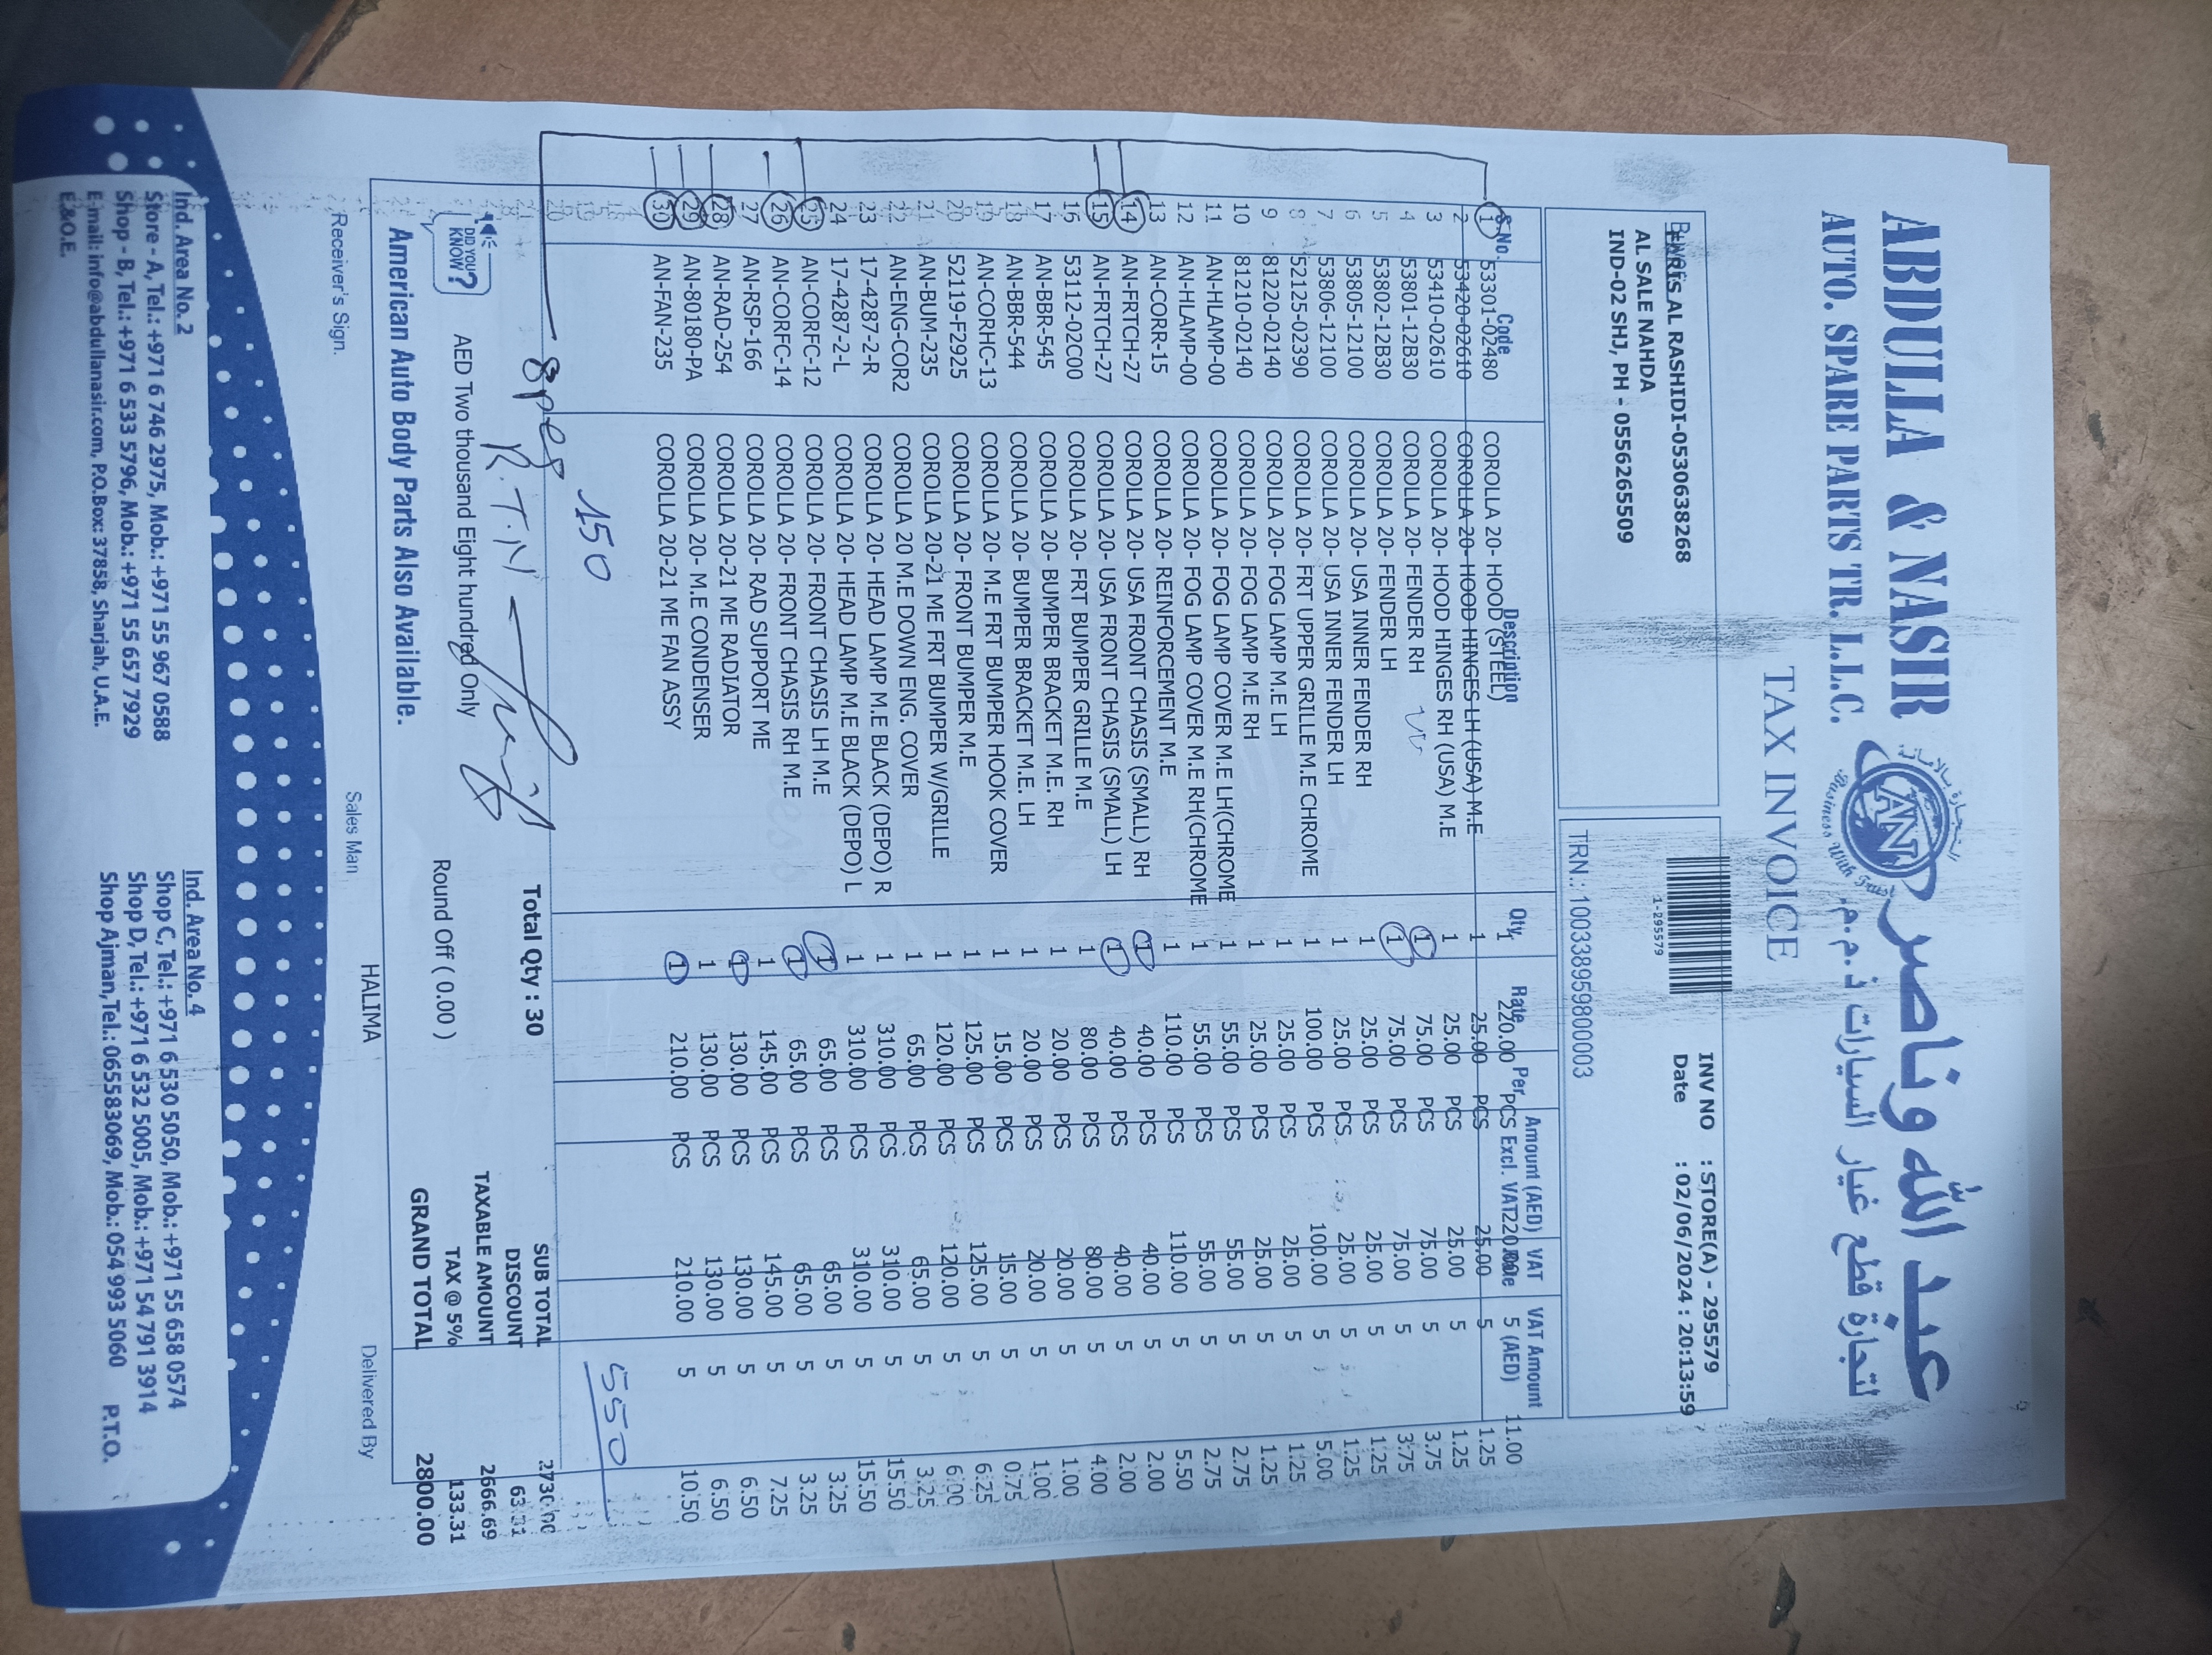 ABDULLA & NASIR
AUTO. SPARE PARTS TR. L.L.C.
AN
Business With Trust
عبد الله وناصر
لتجارة قطع غيار السيارات ذ.م.م.
TAX INVOICE
FARIS AL RASHIDI-0530638268
AL SALE NAHDA
IND-02 SHJ, PH - 0556265509
1-295579
INV NO : STORE(A) - 295579
Date : 02/06/2024 : 20:13:59
TRN.: 100338959800003
S.No. Code Description Qty. Rate Per Amount (AED) Excl. VAT VAT Rate VAT Amount (AED)
1 53301-02480 COROLLA 20- HOOD (STEEL) 1 220.00 PCS 220.00 5 11.00
2 53420-02610 COROLLA 20- HOOD HINGES LH (USA) M.E 1 25.00 PCS 25.00 5 1.25
3 53410-02610 COROLLA 20- HOOD HINGES RH (USA) M.E 1 25.00 PCS 25.00 5 1.25
4 53801-12B30 COROLLA 20- FENDER RH 1 75.00 PCS 75.00 5 3.75
5 53802-12B30 COROLLA 20- FENDER LH 1 75.00 PCS 75.00 5 3.75
6 53805-12100 COROLLA 20- USA INNER FENDER RH 1 25.00 PCS 25.00 5 1.25
7 53806-12100 COROLLA 20- USA INNER FENDER LH 1 25.00 PCS 25.00 5 1.25
8 52125-02390 COROLLA 20- FRT UPPER GRILLE M.E CHROME 1 100.00 PCS 100.00 5 5.00
9 81220-02140 COROLLA 20- FOG LAMP M.E LH 1 25.00 PCS 25.00 5 1.25
10 81210-02140 COROLLA 20- FOG LAMP M.E RH 1 25.00 PCS 25.00 5 1.25
11 AN-HLAMP-00 COROLLA 20- FOG LAMP COVER M.E LH(CHROME 1 55.00 PCS 55.00 5 2.75
12 AN-HLAMP-00 COROLLA 20- FOG LAMP COVER M.E RH(CHROME 1 55.00 PCS 55.00 5 2.75
13 AN-CORR-15 COROLLA 20- REINFORCEMENT M.E 1 110.00 PCS 110.00 5 5.50
14 AN-FRTCH-27 COROLLA 20- USA FRONT CHASIS (SMALL) RH 1 40.00 PCS 40.00 5 2.00
15 AN-FRTCH-27 COROLLA 20- USA FRONT CHASIS (SMALL) LH 1 40.00 PCS 40.00 5 2.00
16 53112-02C00 COROLLA 20- FRT BUMPER GRILLE M.E 1 80.00 PCS 80.00 5 4.00
17 AN-BBR-545 COROLLA 20- BUMPER BRACKET M.E. RH 1 20.00 PCS 20.00 5 1.00
18 AN-BBR-544 COROLLA 20- BUMPER BRACKET M.E. LH 1 20.00 PCS 20.00 5 1.00
19 AN-CORHC-13 COROLLA 20- M.E FRT BUMPER HOOK COVER 1 15.00 PCS 15.00 5 0.75
20 52119-F2925 COROLLA 20- FRONT BUMPER M.E 1 125.00 PCS 125.00 5 6.25
21 AN-BUM-235 COROLLA 20-21 ME FRT BUMPER W/GRILLE 1 120.00 PCS 120.00 5 6.00
22 AN-ENG-COR2 COROLLA 20 M.E DOWN ENG. COVER 1 65.00 PCS 65.00 5 3.25
23 17-4287-2-R COROLLA 20- HEAD LAMP M.E BLACK (DEPO) R 1 310.00 PCS 310.00 5 15.50
24 17-4287-2-L COROLLA 20- HEAD LAMP M.E BLACK (DEPO) L 1 310.00 PCS 310.00 5 15.50
25 AN-CORFC-12 COROLLA 20- FRONT CHASIS LH M.E 1 65.00 PCS 65.00 5 3.25
26 AN-CORFC-14 COROLLA 20- FRONT CHASIS RH M.E 1 65.00 PCS 65.00 5 3.25
27 AN-RSP-166 COROLLA 20- RAD SUPPORT ME 1 145.00 PCS 145.00 5 7.25
28 AN-RAD-254 COROLLA 20-21 ME RADIATOR 1 130.00 PCS 130.00 5 6.50
29 AN-80180-PA COROLLA 20- M.E CONDENSER 1 130.00 PCS 130.00 5 6.50
30 AN-FAN-235 COROLLA 20-21 ME FAN ASSY 1 210.00 PCS 210.00 5 10.50
150
550
8pcs
R.T.N
Total Qty : 30
SUB TOTAL 2730.00
DISCOUNT 63.31
TAXABLE AMOUNT 2666.69
TAX @ 5% 133.31
GRAND TOTAL 2800.00
DID YOU KNOW?
AED Two thousand Eight hundred Only
Round Off ( 0.00 )
American Auto Body Parts Also Available.
HALIMA
Receiver's Sign.
Sales Man
Delivered By
Ind. Area No. 2
Store - A, Tel.: +971 6 746 2975, Mob.: +971 55 967 0588
Shop - B, Tel.: +971 6 533 5796, Mob.: +971 55 657 7929
E-mail: info@abdullanasir.com, P.O.Box: 37858, Sharjah, U.A.E.
E.&O.E.
Ind. Area No. 4
Shop C, Tel.: +971 6 530 5050, Mob.: +971 55 658 0574
Shop D, Tel.: +971 6 532 5005, Mob.: +971 54 791 3914
Shop Ajman, Tel.: 065583069, Mob.: 054 993 5060
P.T.O.